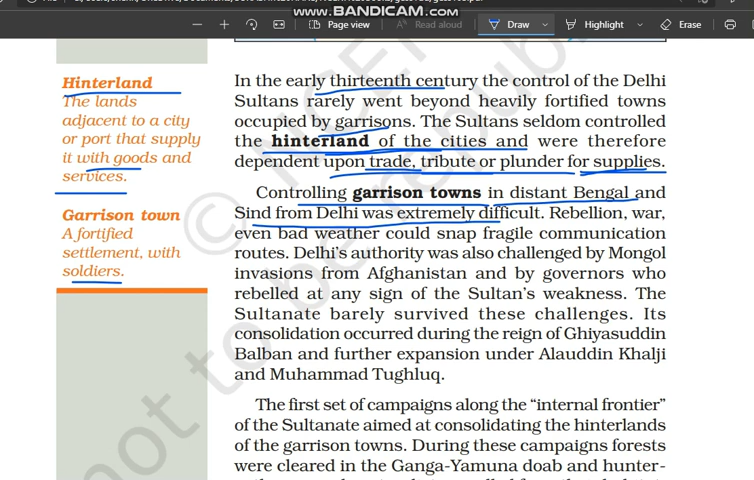 WWW.BANDICAM.COM
Page view
Read aloud
Draw
Highlight
Erase
Save
Hinterland
The lands
adjacent to a city
or port that supply
it with goods and
services.
Garrison town
A fortified
settlement, with
soldiers.
In the early thirteenth century the control of the Delhi
Sultans rarely went beyond heavily fortified towns
occupied by garrisons. The Sultans seldom controlled
the hinterland of the cities and were therefore
dependent upon trade, tribute or plunder for supplies.
Controlling garrison towns in distant Bengal and
Sind from Delhi was extremely difficult. Rebellion, war,
even bad weather could snap fragile communication
routes. Delhi's authority was also challenged by Mongol
invasions from Afghanistan and by governors who
rebelled at any sign of the Sultan's weakness. The
Sultanate barely survived these challenges. Its
consolidation occurred during the reign of Ghiyasuddin
Balban and further expansion under Alauddin Khalji
and Muhammad Tughluq.
The first set of campaigns along the “internal frontier”
of the Sultanate aimed at consolidating the hinterlands
of the garrison towns. During these campaigns forests
were cleared in the Ganga-Yamuna doab and hunter-